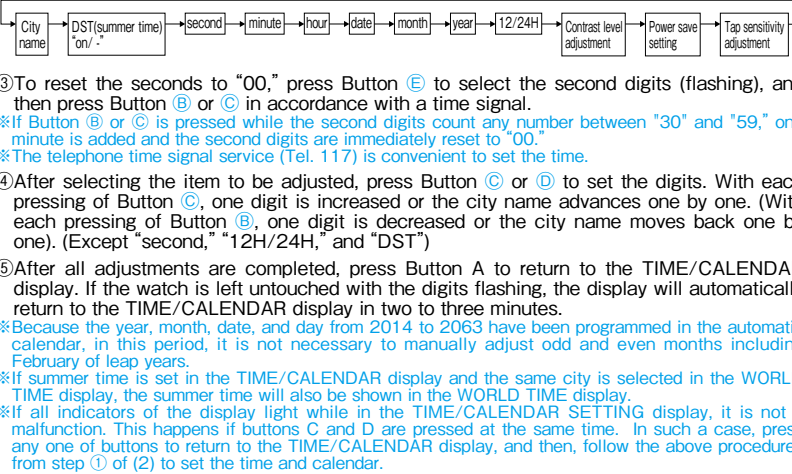 City name
DST(summer time) "on/ -"
second
minute
hour
date
month
year
12/24H
Contrast level adjustment
Power save setting
Tap sensitivity adjustment
③To reset the seconds to “00,” press Button Ⓔ to select the second digits (flashing), an
then press Button Ⓑ or Ⓒ in accordance with a time signal.
※If Button Ⓑ or Ⓒ is pressed while the second digits count any number between "30" and "59,” on
minute is added and the second digits are immediately reset to “00.”
※The telephone time signal service (Tel. 117) is convenient to set the time.
④After selecting the item to be adjusted, press Button Ⓒ or Ⓓ to set the digits. With eac
pressing of Button Ⓒ, one digit is increased or the city name advances one by one. (Wit
each pressing of Button Ⓑ, one digit is decreased or the city name moves back one b
one). (Except “second,” “12H/24H,” and “DST”)
⑤After all adjustments are completed, press Button A to return to the TIME/CALENDA
display. If the watch is left untouched with the digits flashing, the display will automaticall
return to the TIME/CALENDAR display in two to three minutes.
※Because the year, month, date, and day from 2014 to 2063 have been programmed in the automati
calendar, in this period, it is not necessary to manually adjust odd and even months includin
February of leap years.
※If summer time is set in the TIME/CALENDAR display and the same city is selected in the WORL
TIME display, the summer time will also be shown in the WORLD TIME display.
※If all indicators of the display light while in the TIME/CALENDAR SETTING display, it is not
malfunction. This happens if buttons C and D are pressed at the same time. In such a case, pres
any one of buttons to return to the TIME/CALENDAR display, and then, follow the above procedure
from step ① of (2) to set the time and calendar.